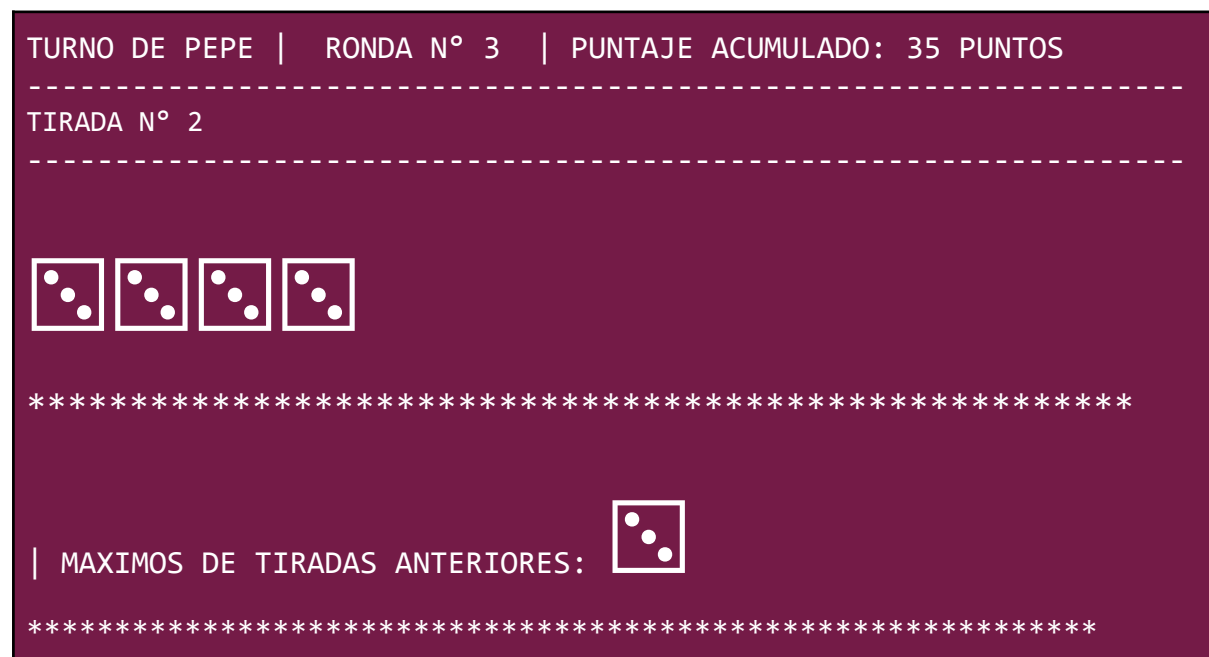 TURNO DE PEPE | RONDA N° 3 | PUNTAJE ACUMULADO: 35 PUNTOS
------------------------------------------------------------------
TIRADA N° 2
------------------------------------------------------------------
******************************************************
| MAXIMOS DE TIRADAS ANTERIORES:
*************************************************************